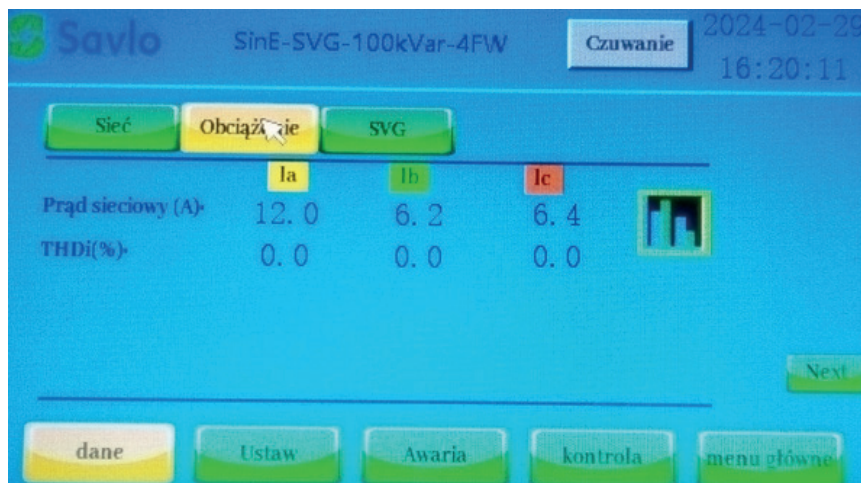 Savlo SinE-SVG-100kVar-4FW Czuwanie 2024-02-29
16:20:11
Sieć Obciążenie SVG
Ia Ib Ic
Prąd sieciowy (A): 12.0 6.2 6.4
THDi(%): 0.0 0.0 0.0
Next
dane Ustaw Awaria kontrola menu główne